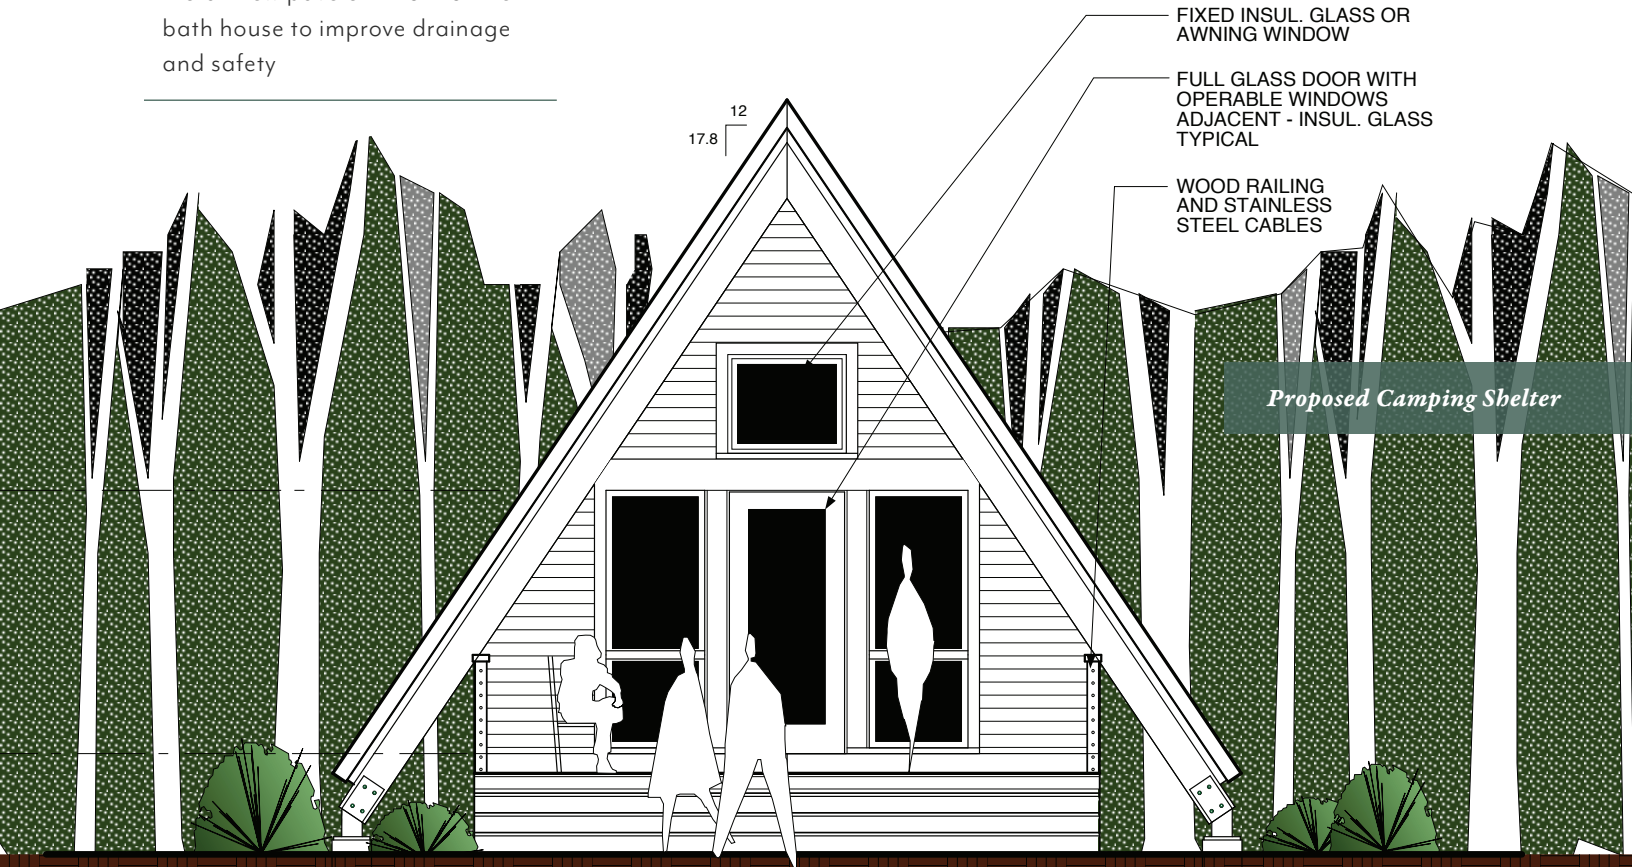 bath house to improve drainage
and safety
12
17.8
FIXED INSUL. GLASS OR
AWNING WINDOW
FULL GLASS DOOR WITH
OPERABLE WINDOWS
ADJACENT - INSUL. GLASS
TYPICAL
WOOD RAILING
AND STAINLESS
STEEL CABLES
Proposed Camping Shelter